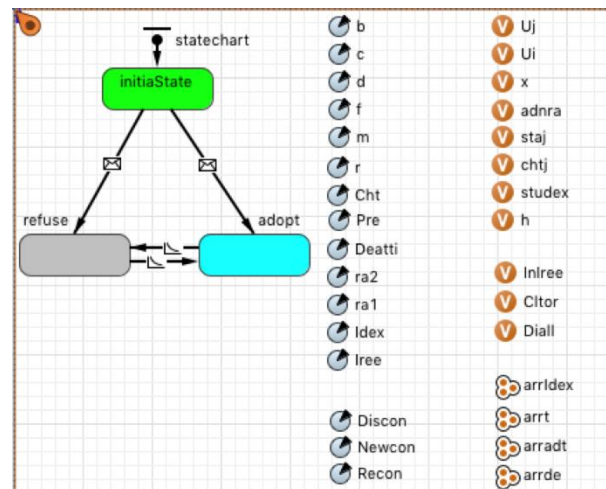 statechart
initiaState
refuse
adopt
b
c
d
f
m
r
Cht
Pre
Deatti
ra2
ra1
Idex
Iree
Discon
Newcon
Recon
V Uj
V Ui
V x
V adnra
V staj
V chtj
V studex
V h
V Inlree
V Cltor
V Diall
arrIdex
arrt
arradt
arrde